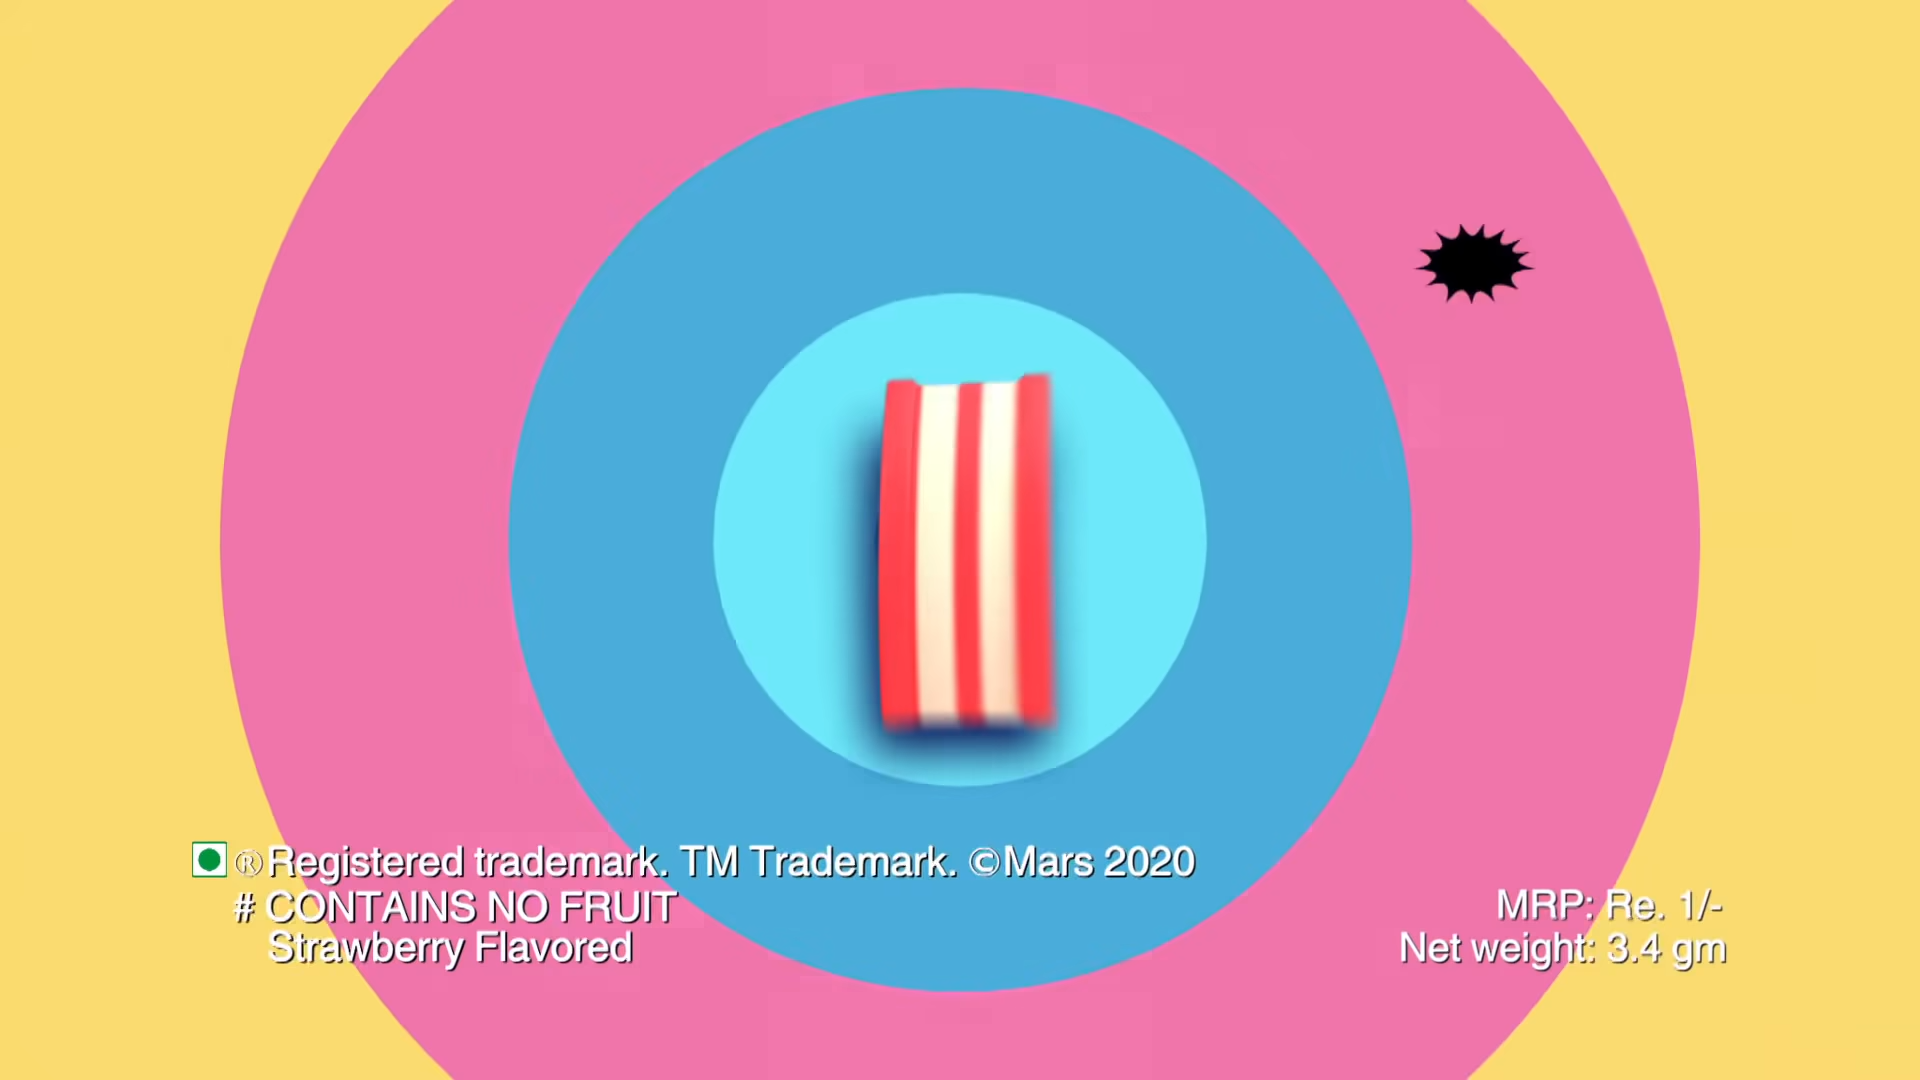 ®Registered trademark. TM Trademark. ©Mars 2020
# CONTAINS NO FRUIT
Strawberry Flavored
MRP: Re. 1/-
Net weight: 3.4 gm